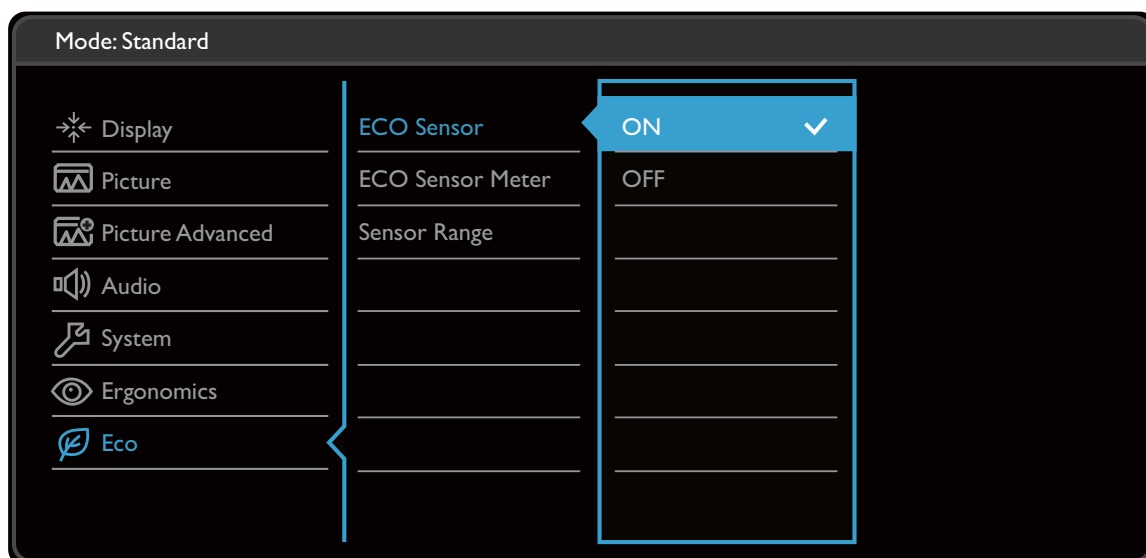 Mode: Standard
Display
Picture
Picture Advanced
Audio
System
Ergonomics
Eco
ECO Sensor
ECO Sensor Meter
Sensor Range
ON
OFF